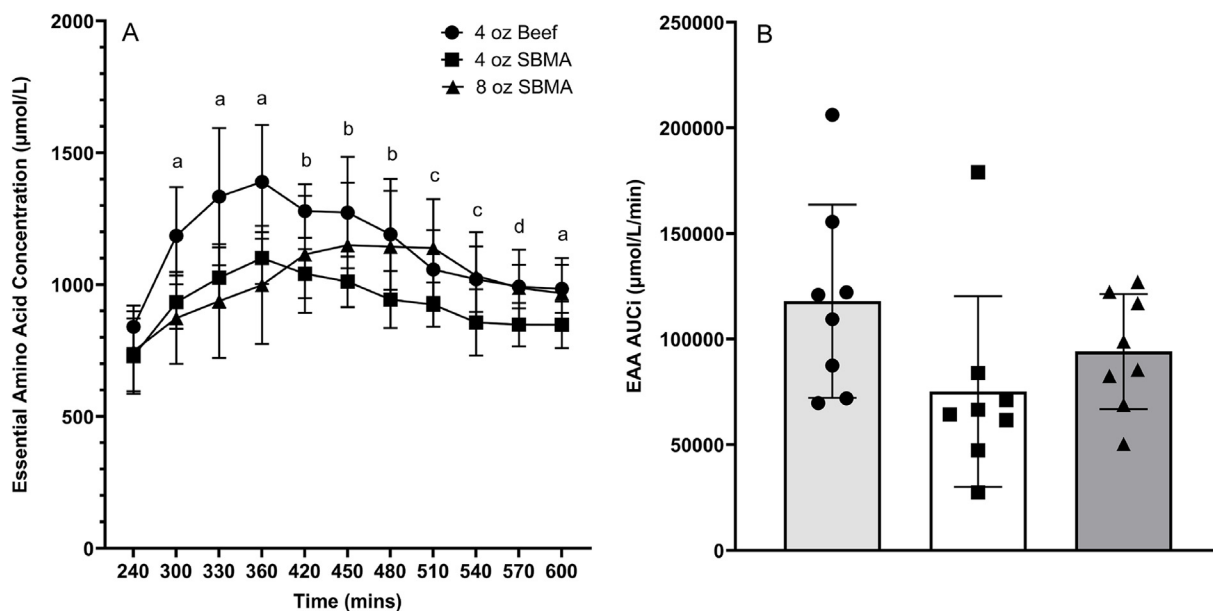 A
4 oz Beef
4 oz SBMA
8 oz SBMA
Essential Amino Acid Concentration (µmol/L)
2000
1500
1000
500
0
a a a b b b c c d a
240 300 330 360 420 450 480 510 540 570 600
Time (mins)
B
EAA AUCi (µmol/L/min)
250000
200000
150000
100000
50000
0